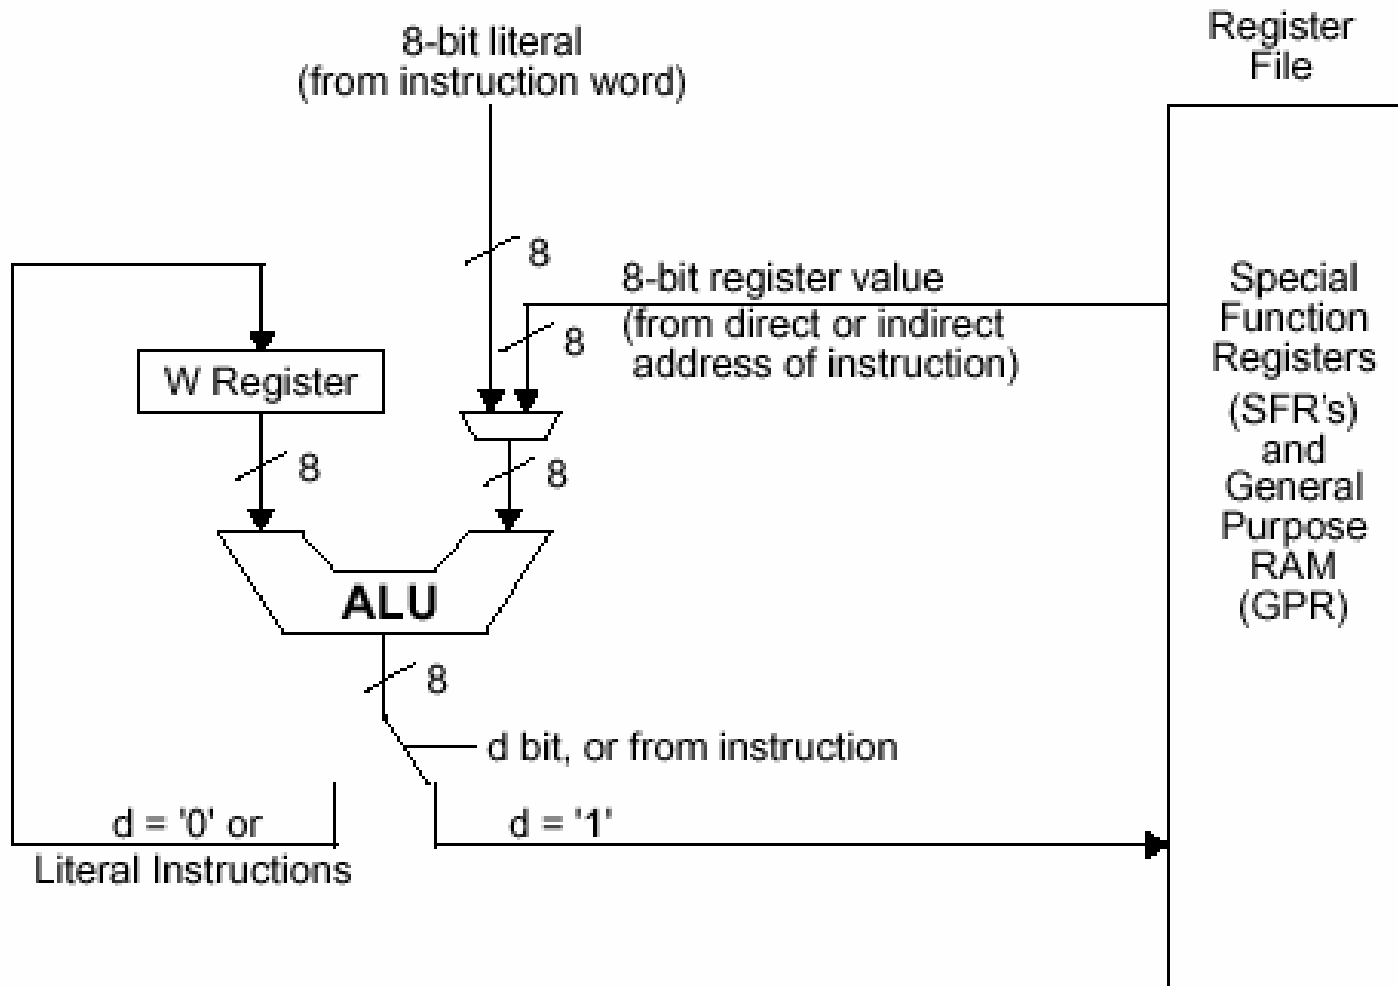 8-bit literal
(from instruction word)
Register
File
8
8-bit register value
(from direct or indirect
address of instruction)
8
W Register
8
8
ALU
8
d bit, or from instruction
d = '0' or
Literal Instructions
d = '1'
Special
Function
Registers
(SFR's)
and
General
Purpose
RAM
(GPR)